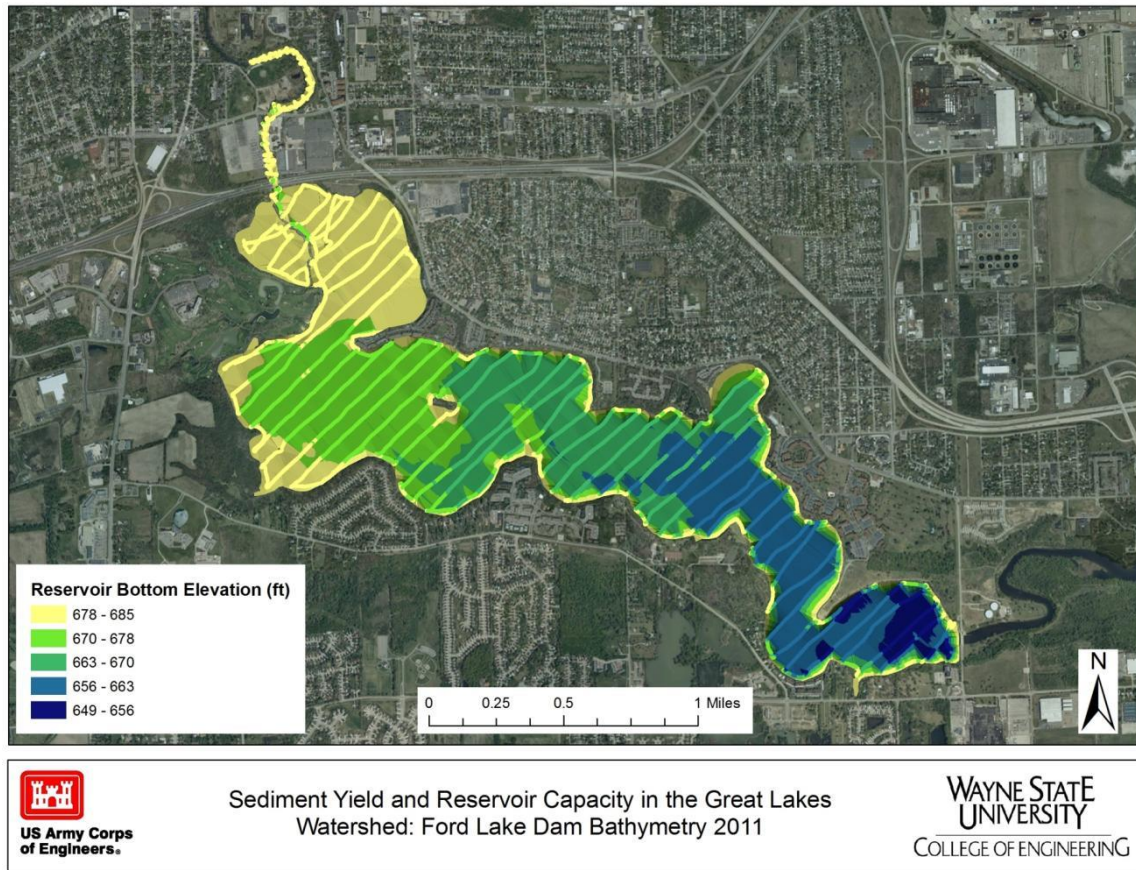 Reservoir Bottom Elevation (ft)
678 - 685
670 - 678
663 - 670
656 - 663
649 - 656
0 0.25 0.5 1 Miles
N
US Army Corps
of Engineers®
Sediment Yield and Reservoir Capacity in the Great Lakes
Watershed: Ford Lake Dam Bathymetry 2011
WAYNE STATE
UNIVERSITY
COLLEGE OF ENGINEERING